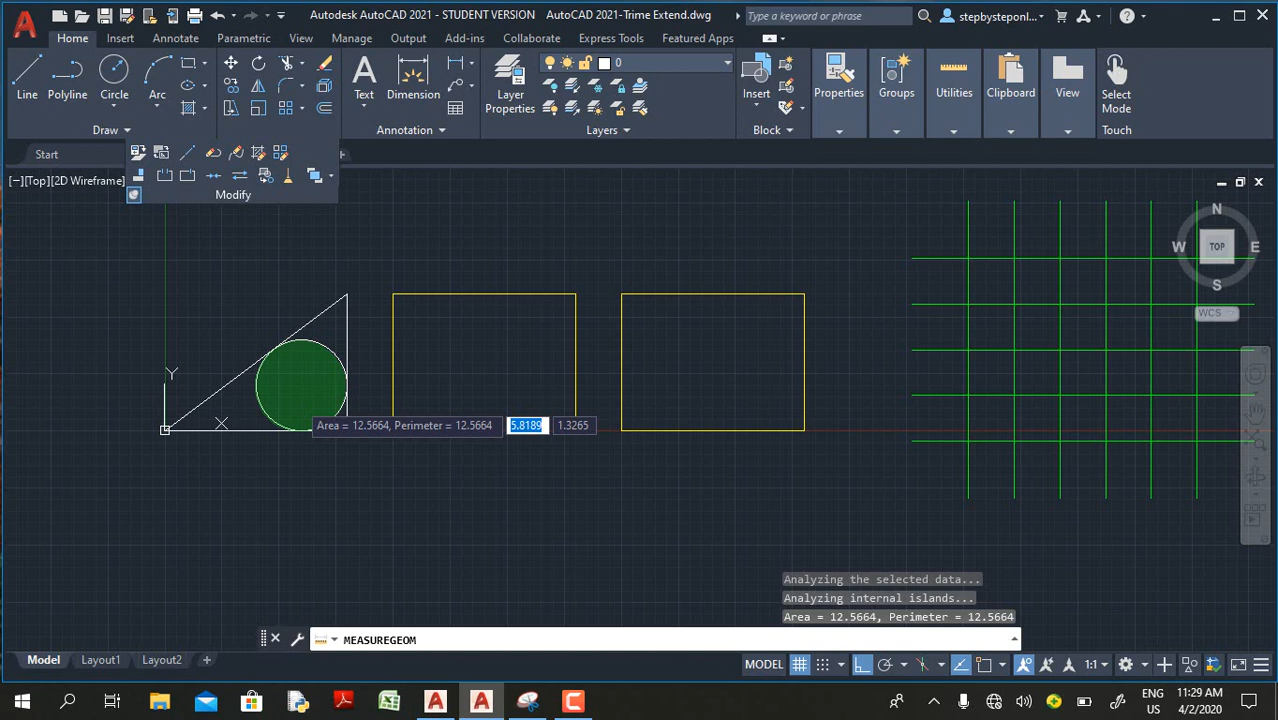 Autodesk AutoCAD 2021 - STUDENT VERSION AutoCAD 2021-Trime Extend.dwg Type a keyword or phrase stepbysteponl...
Home Insert Annotate Parametric View Manage Output Add-ins Collaborate Express Tools Featured Apps
0
Line Polyline Circle Arc Text Dimension Layer Properties Insert Properties Groups Utilities Clipboard View Select Mode
Draw Annotation Layers Block Touch
Start
[−][Top][2D Wireframe]
Modify
N
W TOP E
S
WCS
Y
X
Area = 12.5664, Perimeter = 12.5664 5.8189 1.3265
Analyzing the selected data...
Analyzing internal islands...
Area = 12.5664, Perimeter = 12.5664
MEASUREGEOM
Model Layout1 Layout2 + MODEL 1:1
ENG 11:29 AM
US 4/2/2020